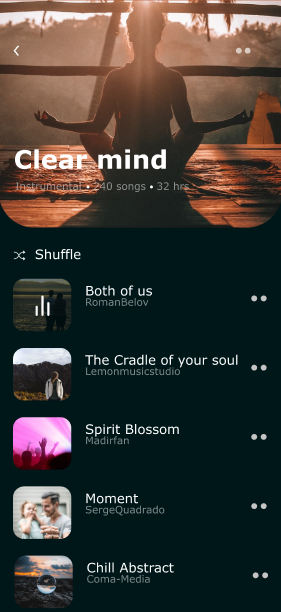 Clear mind
Instrumental • 240 songs • 32 hrs
Shuffle
Both of us
RomanBelov
The Cradle of your soul
Lemonmusicstudio
Spirit Blossom
Madirfan
Moment
SergeQuadrado
Chill Abstract
Coma-Media